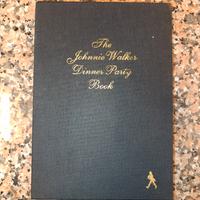 The
Johnnie Walker
Dinner Party
Book